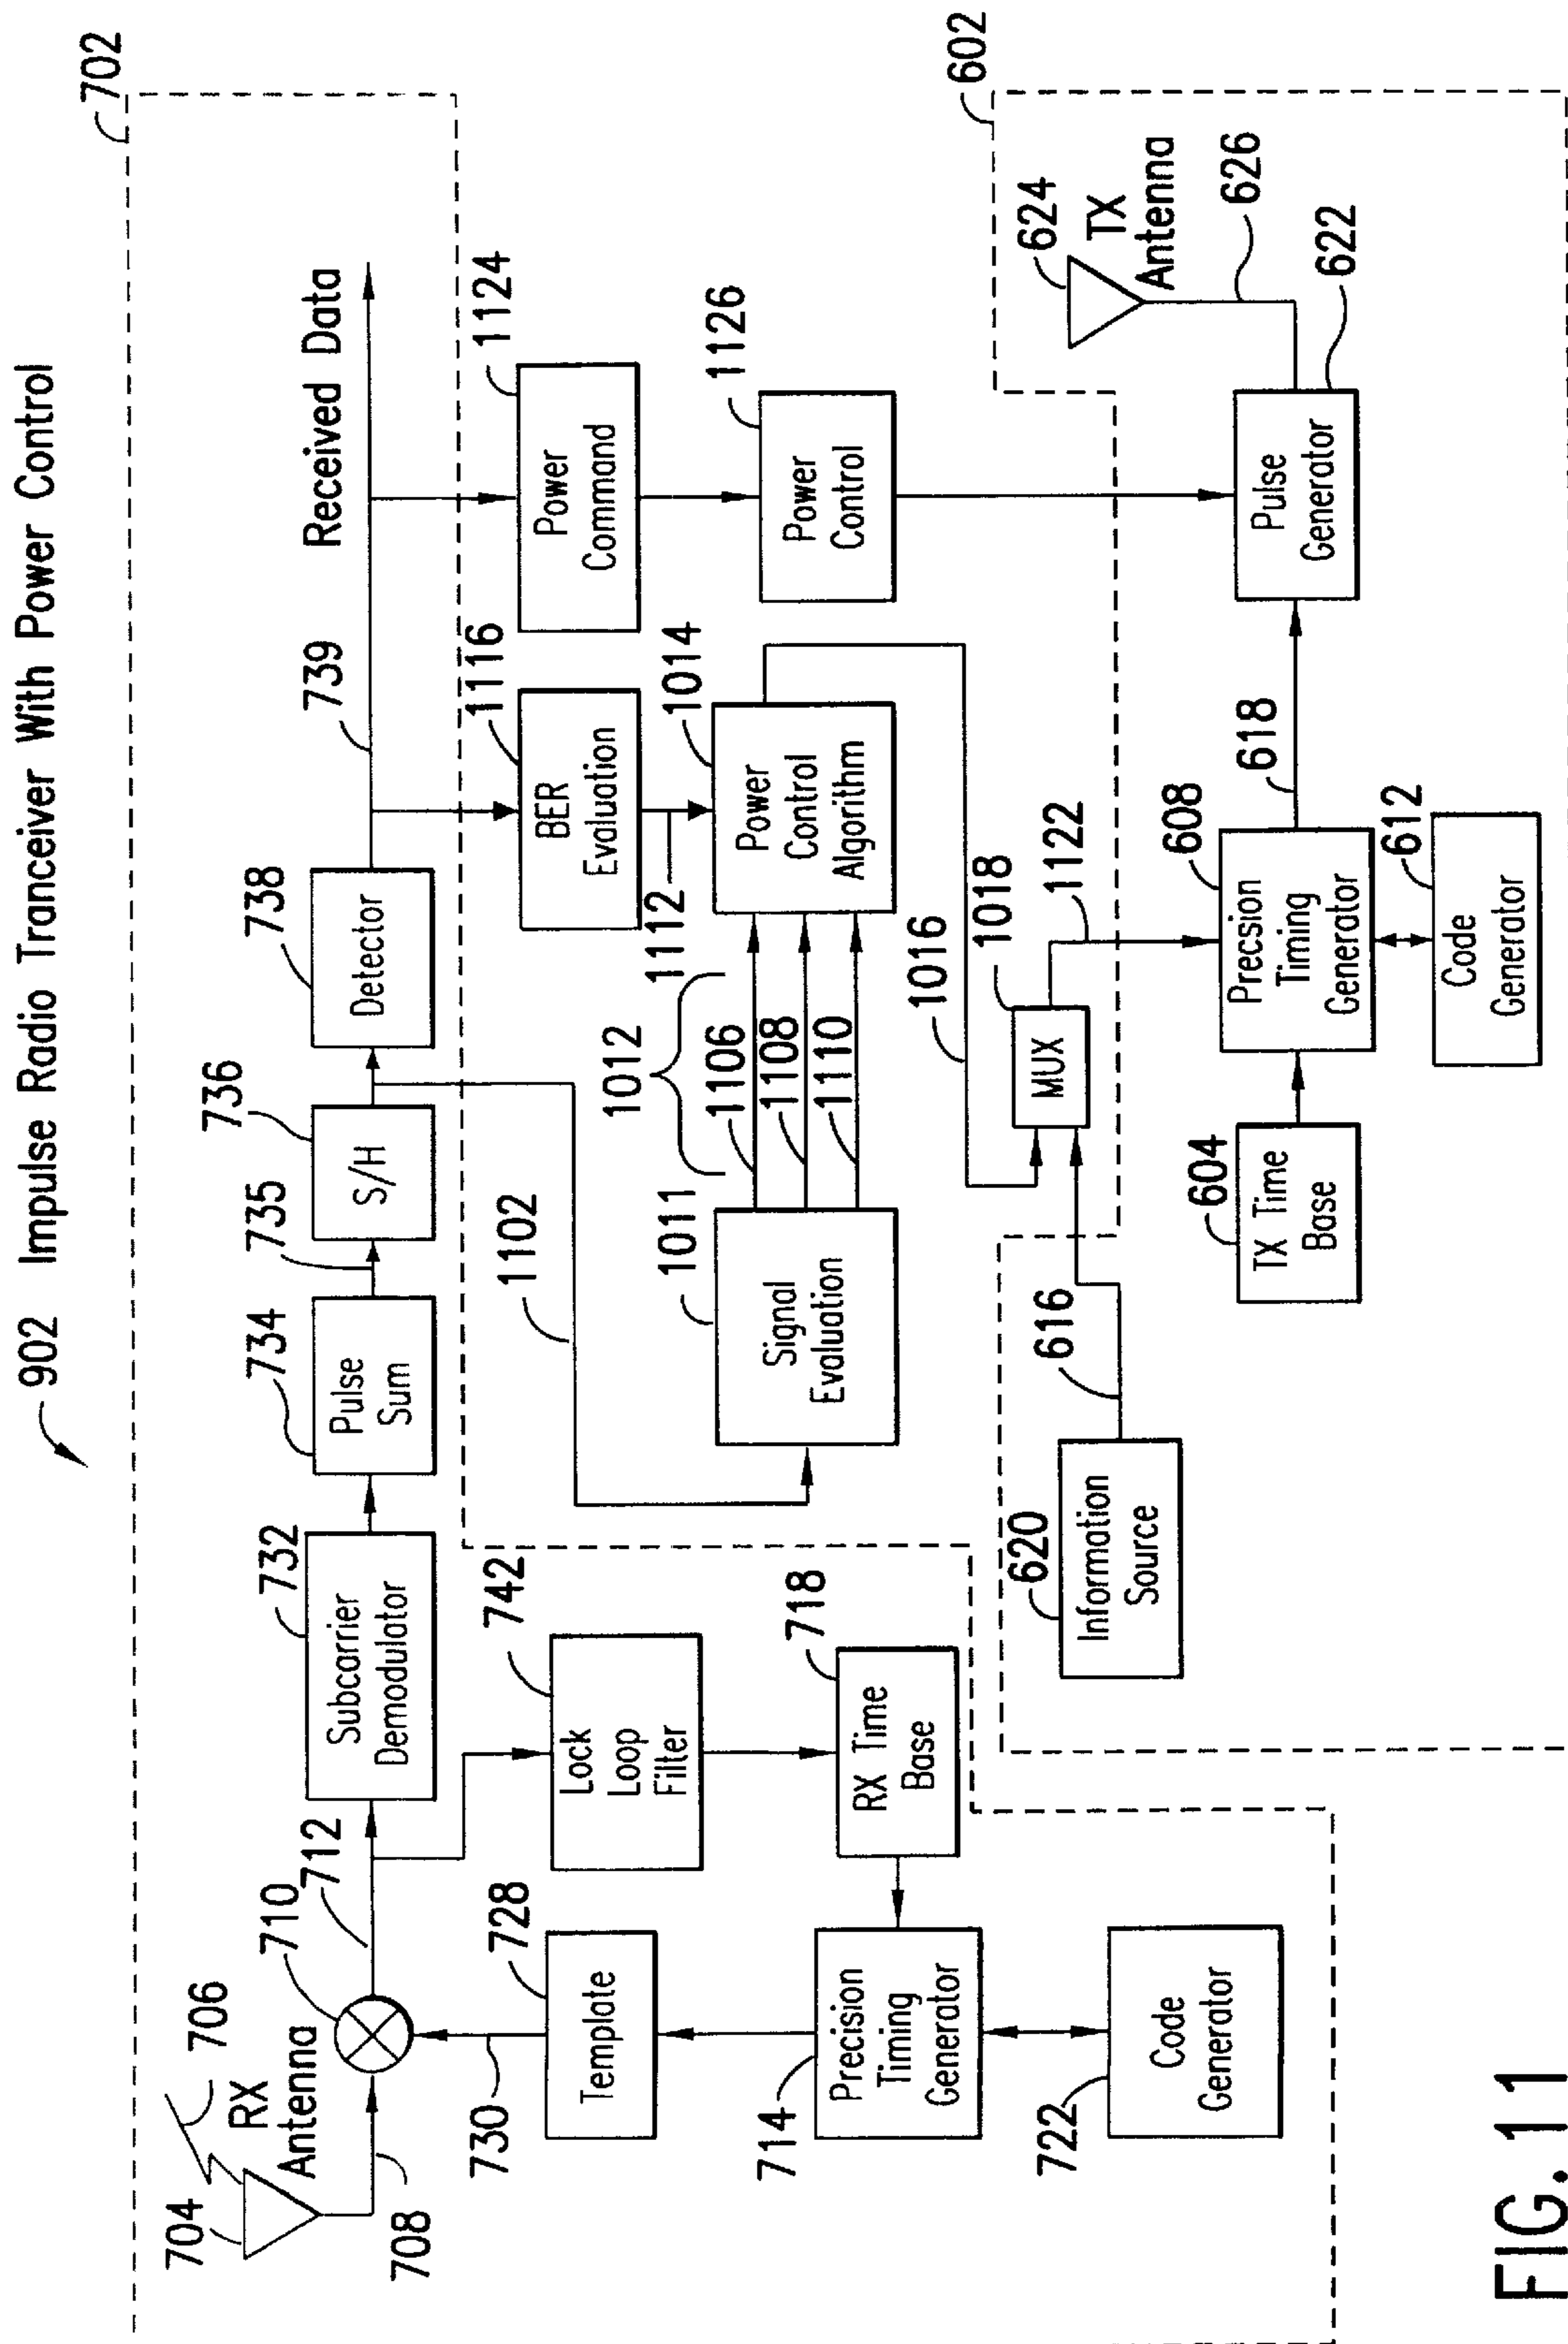 902 Impulse Radio Tranceiver With Power Control
702
704
706
RX
Antenna
708
710
712
732
Subcarrier
Demodulator
734
Pulse
Sum
735
736
S/H
738
Detector
739
Received Data
730
728
Template
742
Lock
Loop
Filter
718
RX Time
Base
714
Precision
Timing
Generator
722
Code
Generator
1102
1011
Signal
Evaluation
1012
1106
1108
1110
1112
1116
BER
Evaluation
1014
Power
Control
Algorithm
1124
Power
Command
1126
Power
Control
1016
1018
MUX
1122
602
620
Information
Source
616
604
TX Time
Base
608
Precsion
Timing
Generator
612
Code
Generator
618
Pulse
Generator
622
624
TX
Antenna
626
FIG. 11